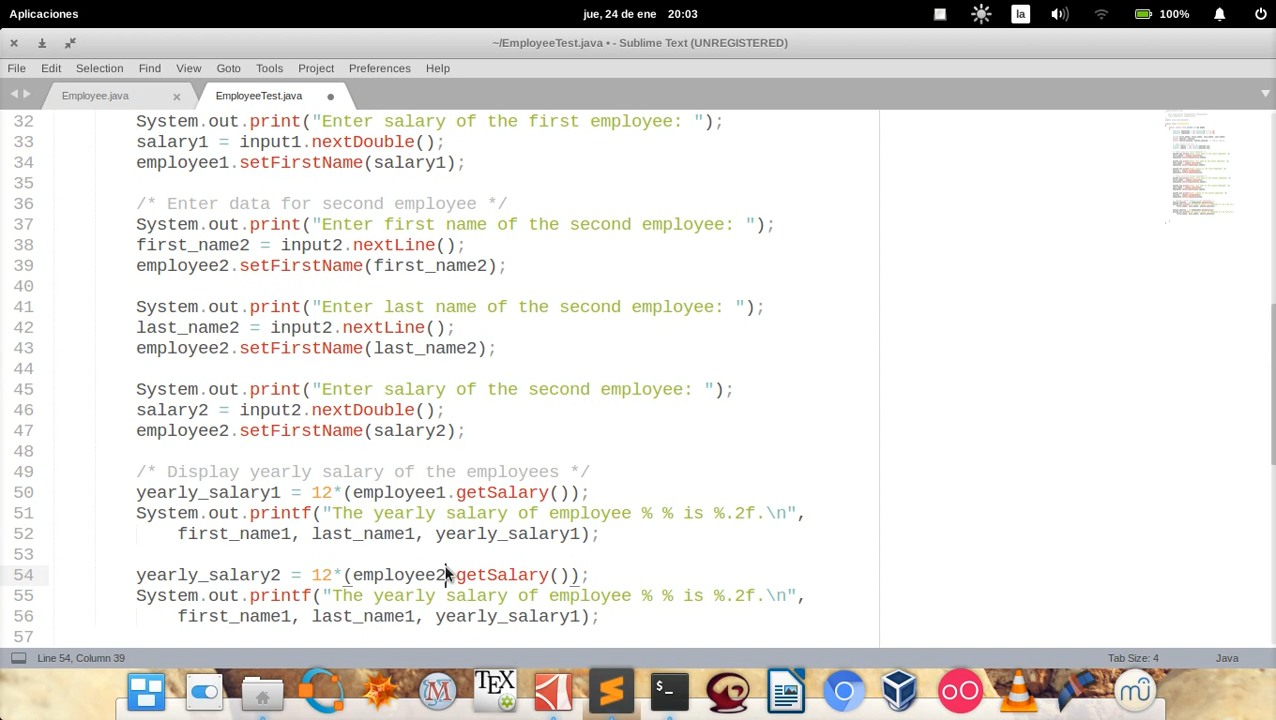 Aplicaciones
jue, 24 de ene 20:03
la
100%
~/EmployeeTest.java • - Sublime Text (UNREGISTERED)
File Edit Selection Find View Goto Tools Project Preferences Help
Employee.java
EmployeeTest.java
32 System.out.print("Enter salary of the first employee: ");
33 salary1 = input1.nextDouble();
34 employee1.setFirstName(salary1);
35
36 /* Enter data for second employee */
37 System.out.print("Enter first name of the second employee: ");
38 first_name2 = input2.nextLine();
39 employee2.setFirstName(first_name2);
40
41 System.out.print("Enter last name of the second employee: ");
42 last_name2 = input2.nextLine();
43 employee2.setFirstName(last_name2);
44
45 System.out.print("Enter salary of the second employee: ");
46 salary2 = input2.nextDouble();
47 employee2.setFirstName(salary2);
48
49 /* Display yearly salary of the employees */
50 yearly_salary1 = 12*(employee1.getSalary());
51 System.out.printf("The yearly salary of employee % % is %.2f.\n",
52 first_name1, last_name1, yearly_salary1);
53
54 yearly_salary2 = 12*(employee2.getSalary());
55 System.out.printf("The yearly salary of employee % % is %.2f.\n",
56 first_name1, last_name1, yearly_salary1);
57
Line 54, Column 39
Tab Size: 4
Java
TEX
$_
mu